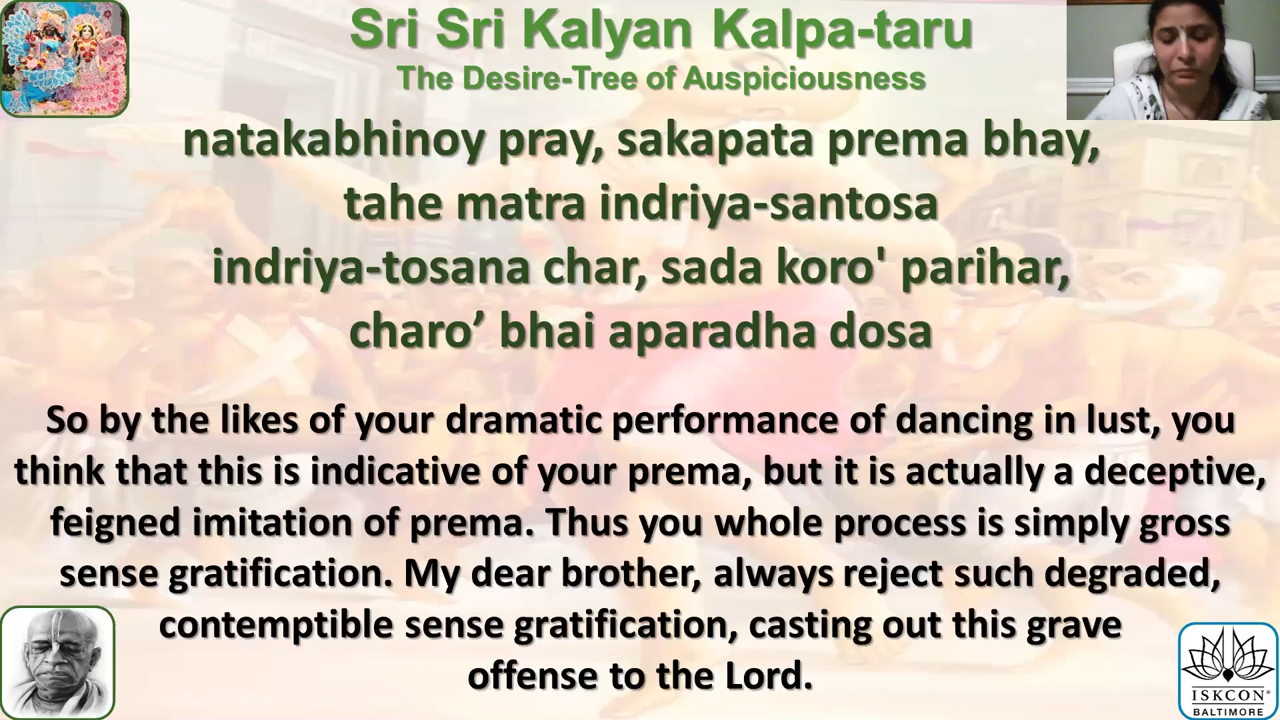 Sri Sri Kalyan Kalpa-taru
The Desire-Tree of Auspiciousness
natakabhinoy pray, sakapata prema bhay,
tahe matra indriya-santosa
indriya-tosana char, sada koro' parihar,
charo’ bhai aparadha dosa
So by the likes of your dramatic performance of dancing in lust, you
think that this is indicative of your prema, but it is actually a deceptive,
feigned imitation of prema. Thus you whole process is simply gross
sense gratification. My dear brother, always reject such degraded,
contemptible sense gratification, casting out this grave
offense to the Lord.
ISKCON®
BALTIMORE